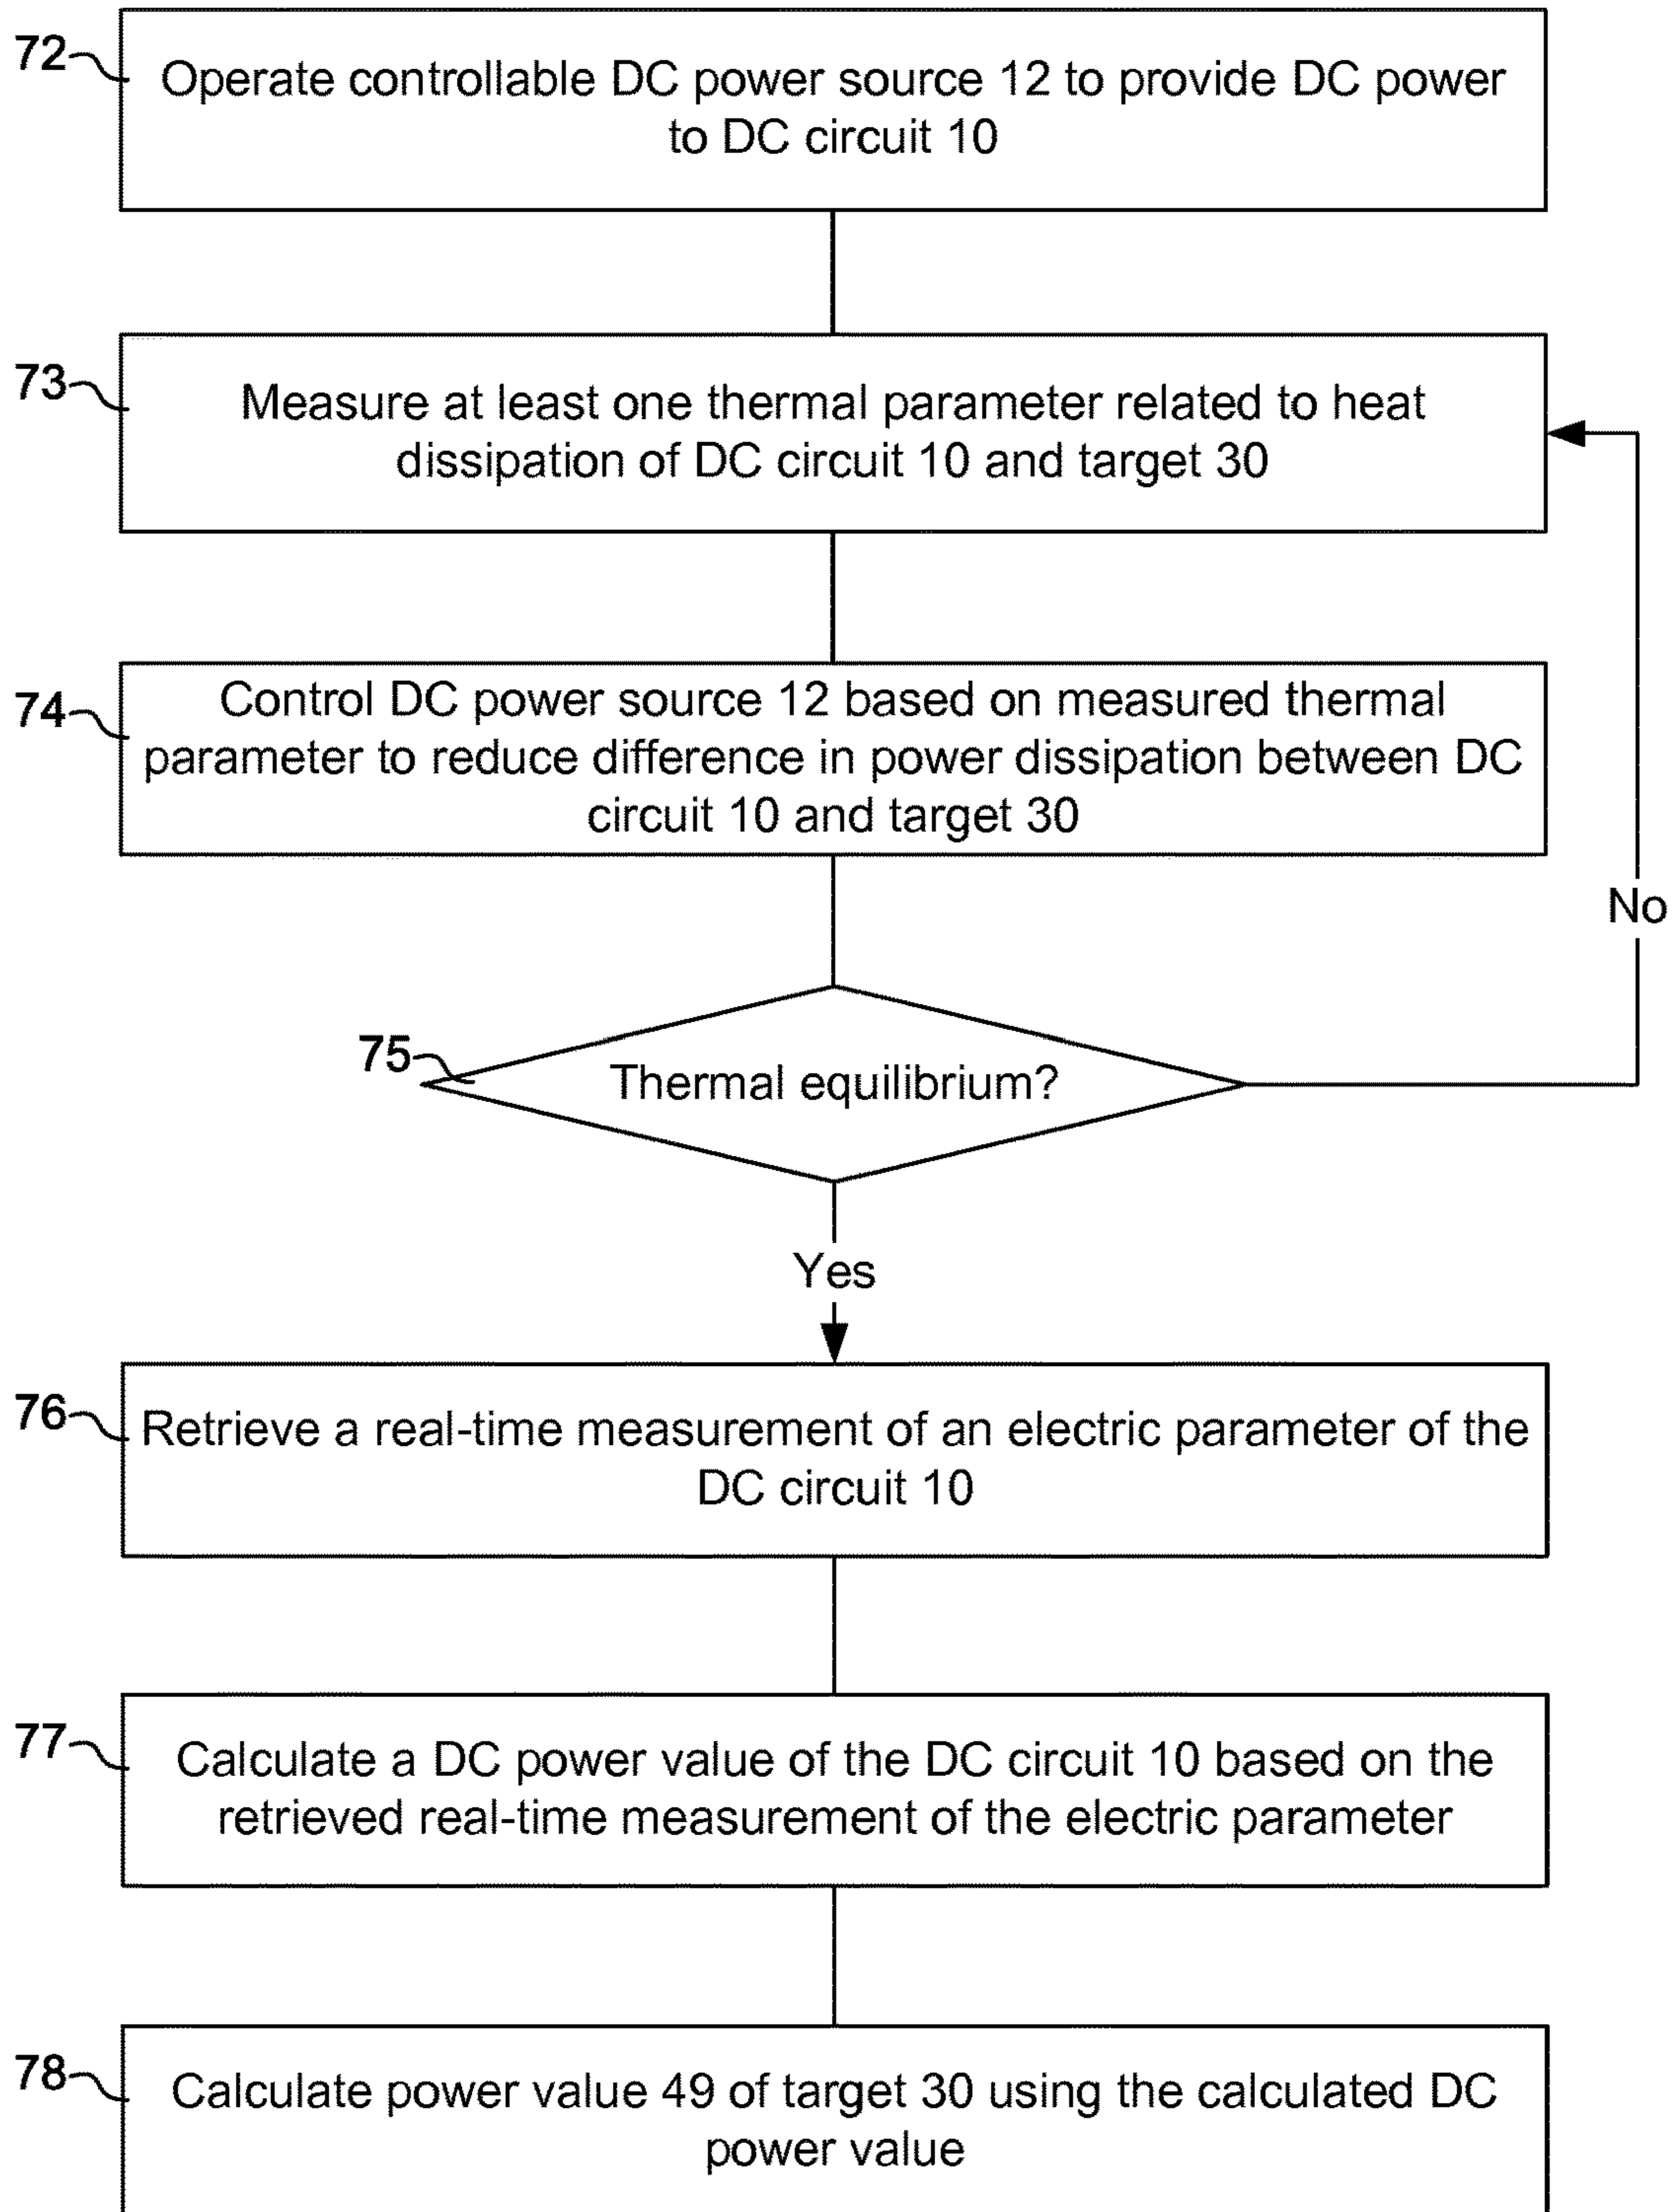 72
Operate controllable DC power source 12 to provide DC power
to DC circuit 10
73
Measure at least one thermal parameter related to heat
dissipation of DC circuit 10 and target 30
74
Control DC power source 12 based on measured thermal
parameter to reduce difference in power dissipation between DC
circuit 10 and target 30
No
75
Thermal equilibrium?
Yes
76
Retrieve a real-time measurement of an electric parameter of the
DC circuit 10
77
Calculate a DC power value of the DC circuit 10 based on the
retrieved real-time measurement of the electric parameter
78
Calculate power value 49 of target 30 using the calculated DC
power value